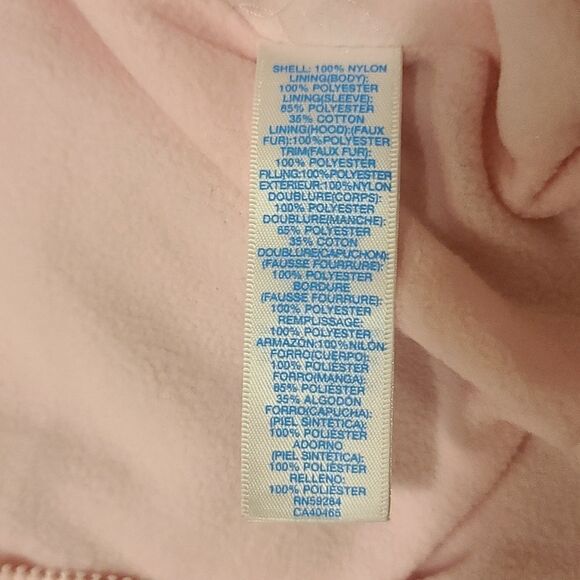 SHELL: 100% NYLON
LINING(BODY):
100% POLYESTER
LINING(SLEEVE):
65% POLYESTER
35% COTTON
LINING(HOOD):(FAUX
FUR):100%POLYESTER
TRIM(FAUX FUR):
100% POLYESTER
FILLING:100%POLYESTER
EXTÉRIEUR:100%NYLON
DOUBLURE(CORPS):
100% POLYESTER
DOUBLURE(MANCHE):
65% POLYESTER
35% COTON
DOUBLURE(CAPUCHON):
(FAUSSE FOURRURE):
100% POLYESTER
BORDURE
(FAUSSE FOURRURE):
100% POLYESTER
REMPLISSAGE:
100% POLYESTER
ARMAZON:100%NILÓN
FORRO(CUERPO):
100% POLIÉSTER
FORRO(MANGA):
65% POLIÉSTER
35% ALGODÓN
FORRO(CAPUCHA):
(PIEL SINTÉTICA):
100% POLIÉSTER
ADORNO
(PIEL SINTÉTICA):
100% POLIÉSTER
RELLENO:
100% POLIÉSTER
RN59284
CA40465